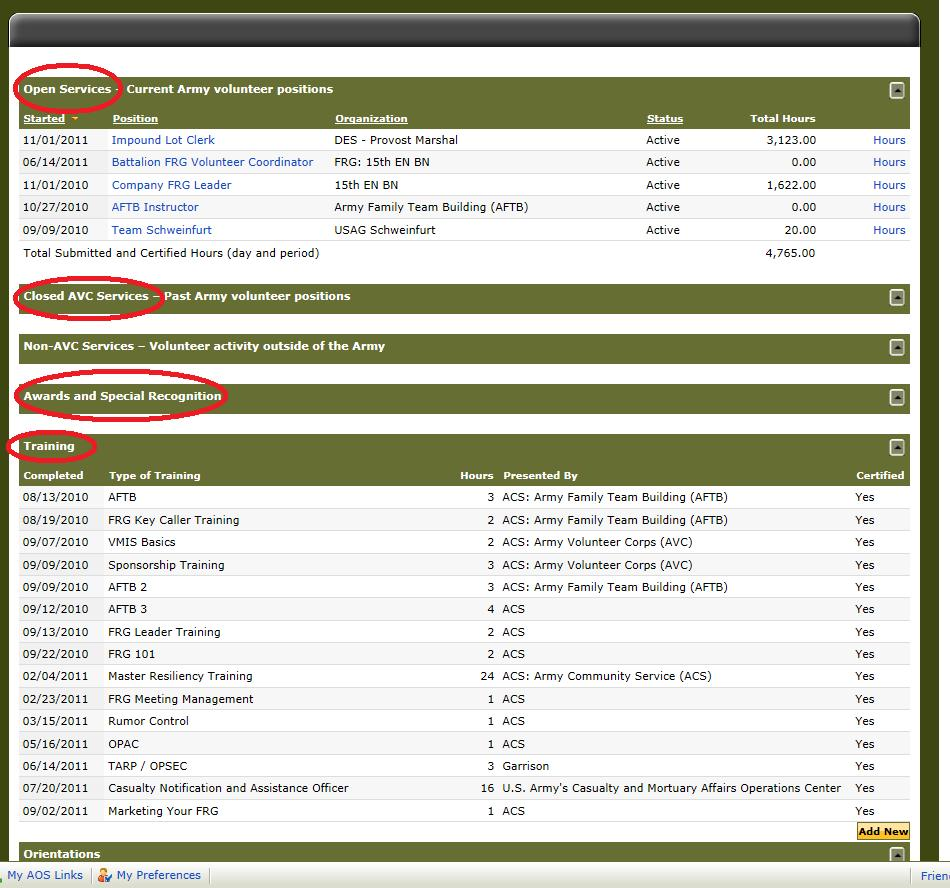 Open Services - Current Army volunteer positions
Started Position Organization Status Total Hours
11/01/2011 Impound Lot Clerk DES - Provost Marshal Active 3,123.00 Hours
06/14/2011 Battalion FRG Volunteer Coordinator FRG: 15th EN BN Active 0.00 Hours
11/01/2010 Company FRG Leader 15th EN BN Active 1,622.00 Hours
10/27/2010 AFTB Instructor Army Family Team Building (AFTB) Active 0.00 Hours
09/09/2010 Team Schweinfurt USAG Schweinfurt Active 20.00 Hours
Total Submitted and Certified Hours (day and period) 4,765.00
Closed AVC Services – Past Army volunteer positions
Non-AVC Services – Volunteer activity outside of the Army
Awards and Special Recognition
Training
Completed Type of Training Hours Presented By Certified
08/13/2010 AFTB 3 ACS: Army Family Team Building (AFTB) Yes
08/19/2010 FRG Key Caller Training 2 ACS: Army Family Team Building (AFTB) Yes
09/07/2010 VMIS Basics 2 ACS: Army Volunteer Corps (AVC) Yes
09/09/2010 Sponsorship Training 3 ACS: Army Volunteer Corps (AVC) Yes
09/09/2010 AFTB 2 3 ACS: Army Family Team Building (AFTB) Yes
09/12/2010 AFTB 3 4 ACS Yes
09/13/2010 FRG Leader Training 2 ACS Yes
09/22/2010 FRG 101 2 ACS Yes
02/04/2011 Master Resiliency Training 24 ACS: Army Community Service (ACS) Yes
02/23/2011 FRG Meeting Management 1 ACS Yes
03/15/2011 Rumor Control 1 ACS Yes
05/16/2011 OPAC 1 ACS Yes
06/14/2011 TARP / OPSEC 3 Garrison Yes
07/20/2011 Casualty Notification and Assistance Officer 16 U.S. Army's Casualty and Mortuary Affairs Operations Center Yes
09/02/2011 Marketing Your FRG 1 ACS Yes
Add New
Orientations
My AOS Links My Preferences Frien